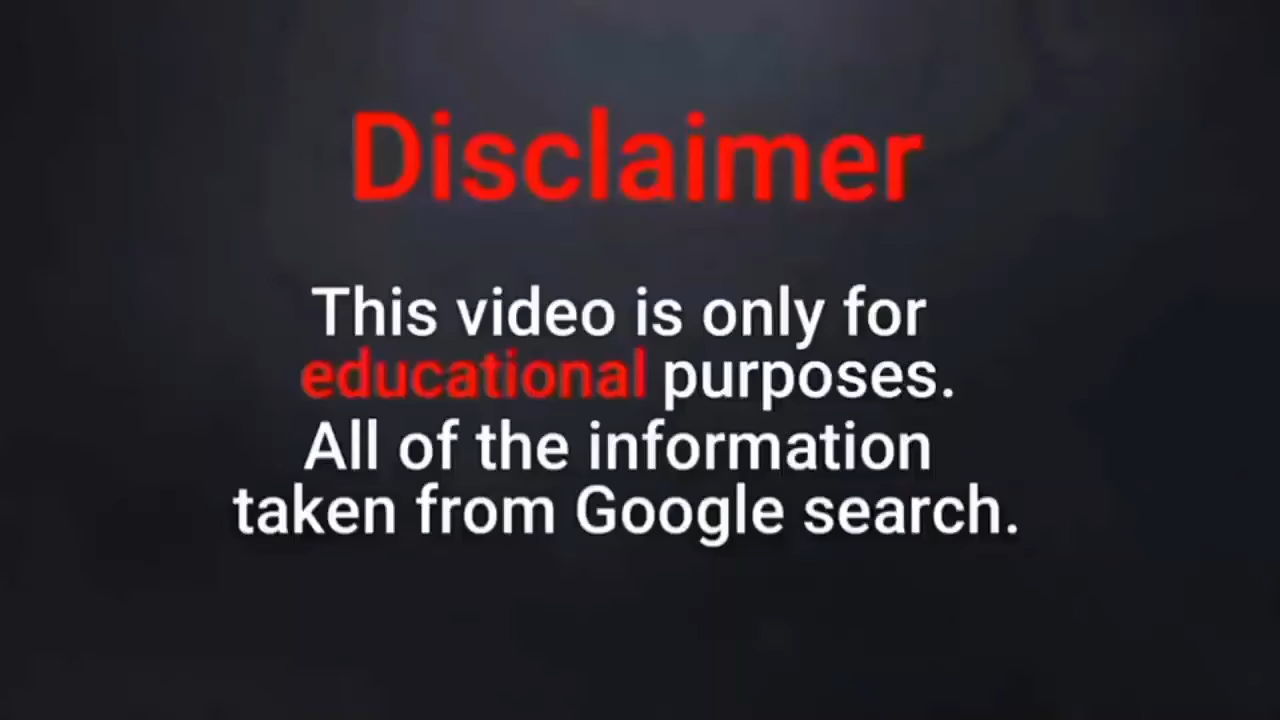 Disclaimer
This video is only for
educational purposes.
All of the information
taken from Google search.